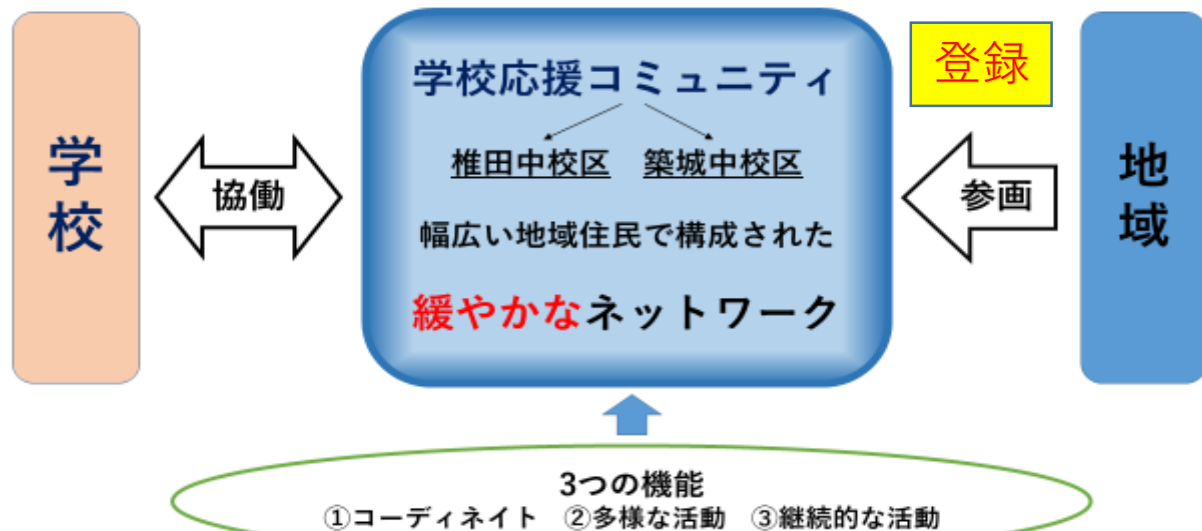 学校
協働
学校応援コミュニティ
椎田中校区 築城中校区
幅広い地域住民で構成された
緩やかなネットワーク
登録
参画
地域
3つの機能
①コーディネイト ②多様な活動 ③継続的な活動